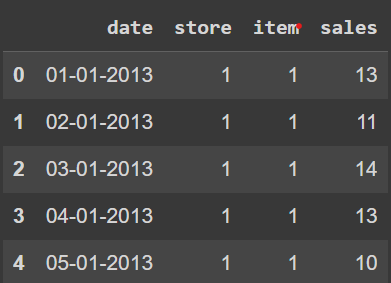 date store item sales
0 01-01-2013 1 1 13
1 02-01-2013 1 1 11
2 03-01-2013 1 1 14
3 04-01-2013 1 1 13
4 05-01-2013 1 1 10